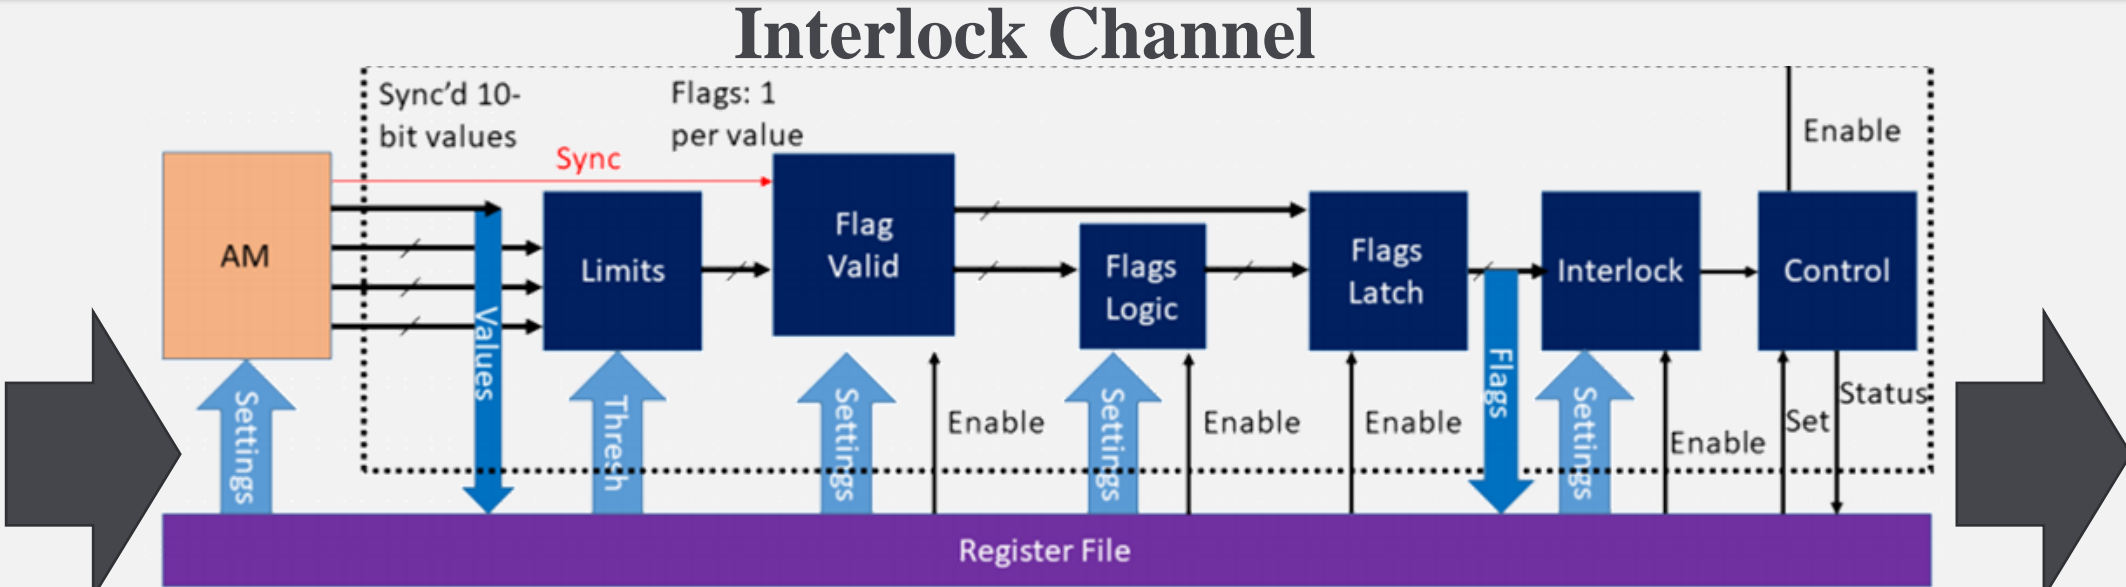 Interlock Channel
Sync'd 10-
bit values
Flags: 1
per value
Sync
Enable
AM
Limits
Flag
Valid
Flags
Logic
Flags
Latch
Interlock
Control
Settings
Values
Thresh
Settings
Enable
Settings
Enable
Enable
Flags
Settings
Enable
Set
Status
Register File